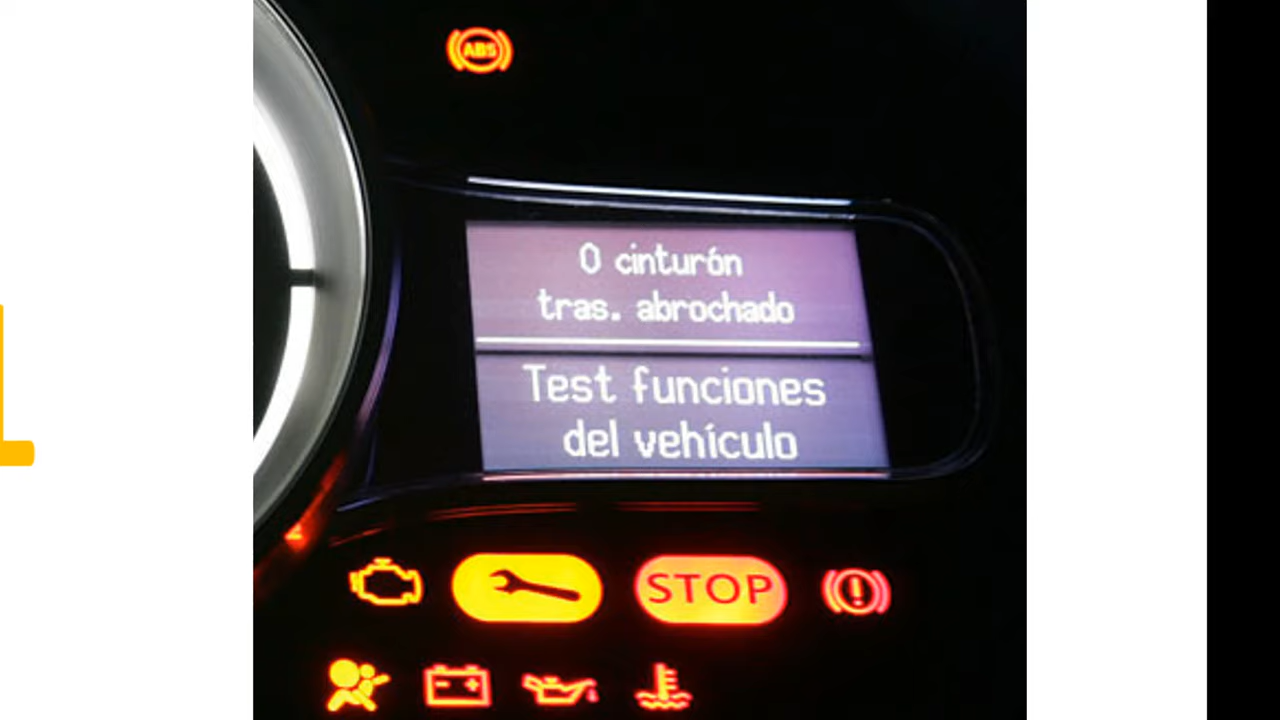 ABS
0 cinturón
tras. abrochado
Test funciones
del vehículo
STOP